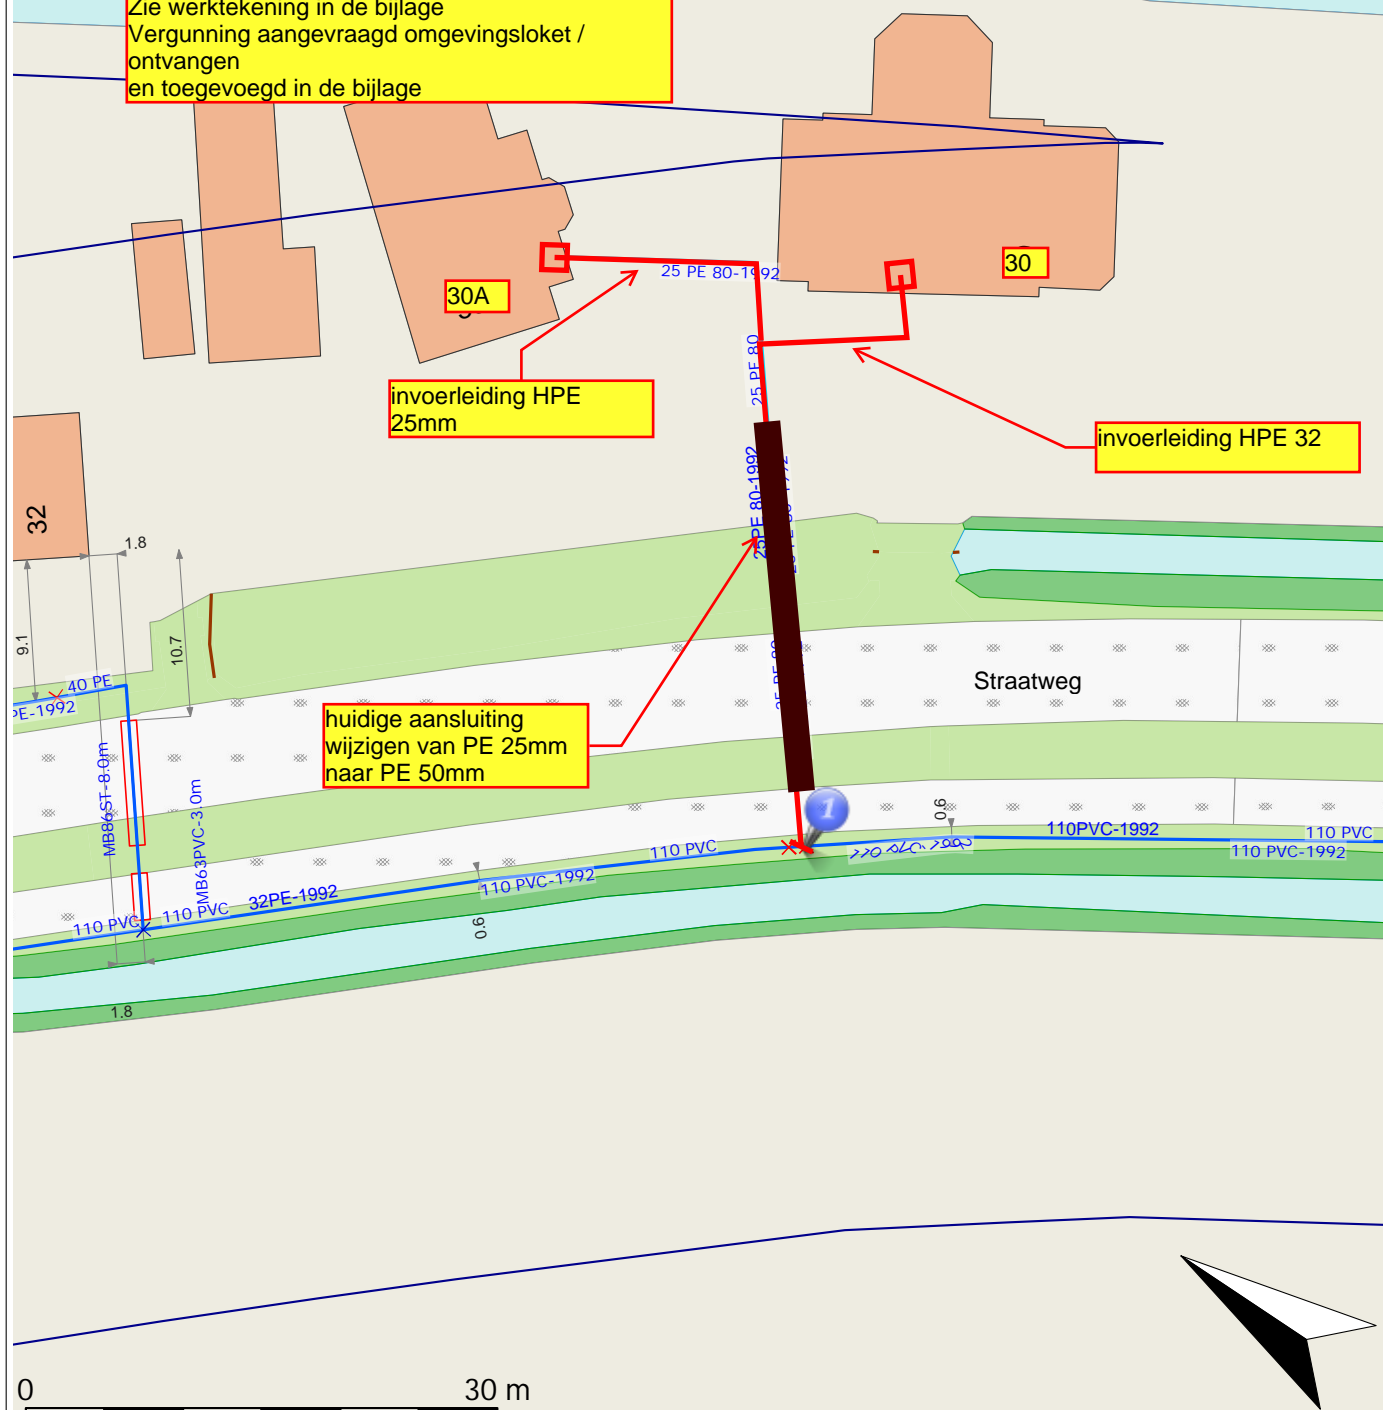 Zie werktekening in de bijlage
Vergunning aangevraagd omgevingsloket /
ontvangen
en toegevoegd in de bijlage
30
30A
25 PE 80-1992
invoerleiding HPE
25mm
25 PE 80
invoerleiding HPE 32
25PE 80-1992
32
1.8
9.1
10.7
40 PE
PE-1992
Straatweg
huidige aansluiting
wijzigen van PE 25mm
naar PE 50mm
MB86ST-8.0m
MB63PVC-3.0m
1
0.6
110PVC-1992
110 PVC
110 PVC-1992
110 PVC-1992
110 PVC
110 PVC-1992
32PE-1992
110 PVC
110 PVC
0.6
1.8
0
30 m